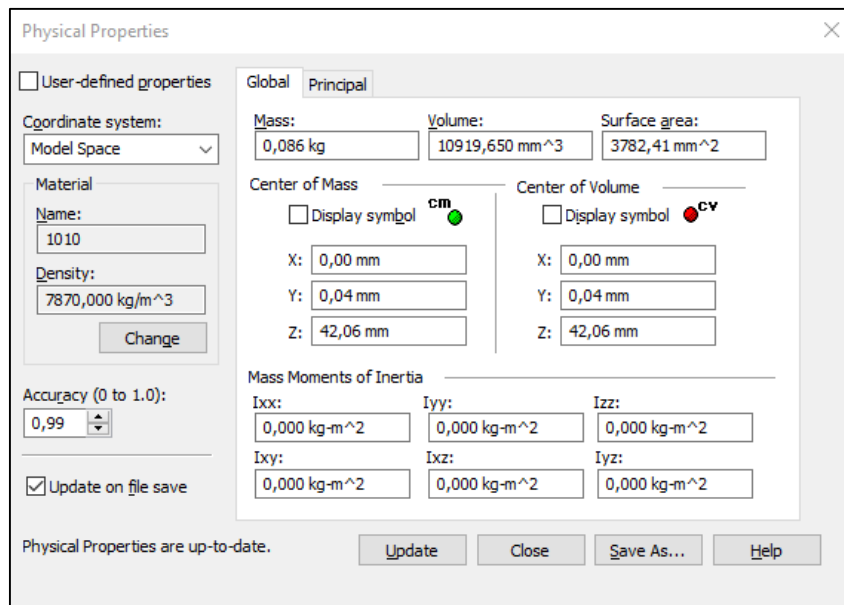 Physical Properties
User-defined properties
Coordinate system:
Model Space
Material
Name:
1010
Density:
7870,000 kg/m^3
Change
Accuracy (0 to 1.0):
0,99
Update on file save
Physical Properties are up-to-date.
Global Principal
Mass: Volume: Surface area:
0,086 kg 10919,650 mm^3 3782,41 mm^2
Center of Mass Center of Volume
Display symbol cm Display symbol cv
X: 0,00 mm X: 0,00 mm
Y: 0,04 mm Y: 0,04 mm
Z: 42,06 mm Z: 42,06 mm
Mass Moments of Inertia
Ixx: Iyy: Izz:
0,000 kg-m^2 0,000 kg-m^2 0,000 kg-m^2
Ixy: Ixz: Iyz:
0,000 kg-m^2 0,000 kg-m^2 0,000 kg-m^2
Update Close Save As... Help